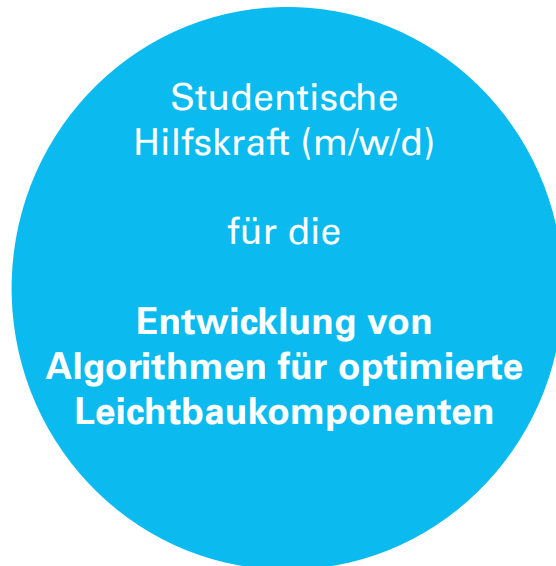 Studentische
Hilfskraft (m/w/d)
für die
Entwicklung von
Algorithmen für optimierte
Leichtbaukomponenten